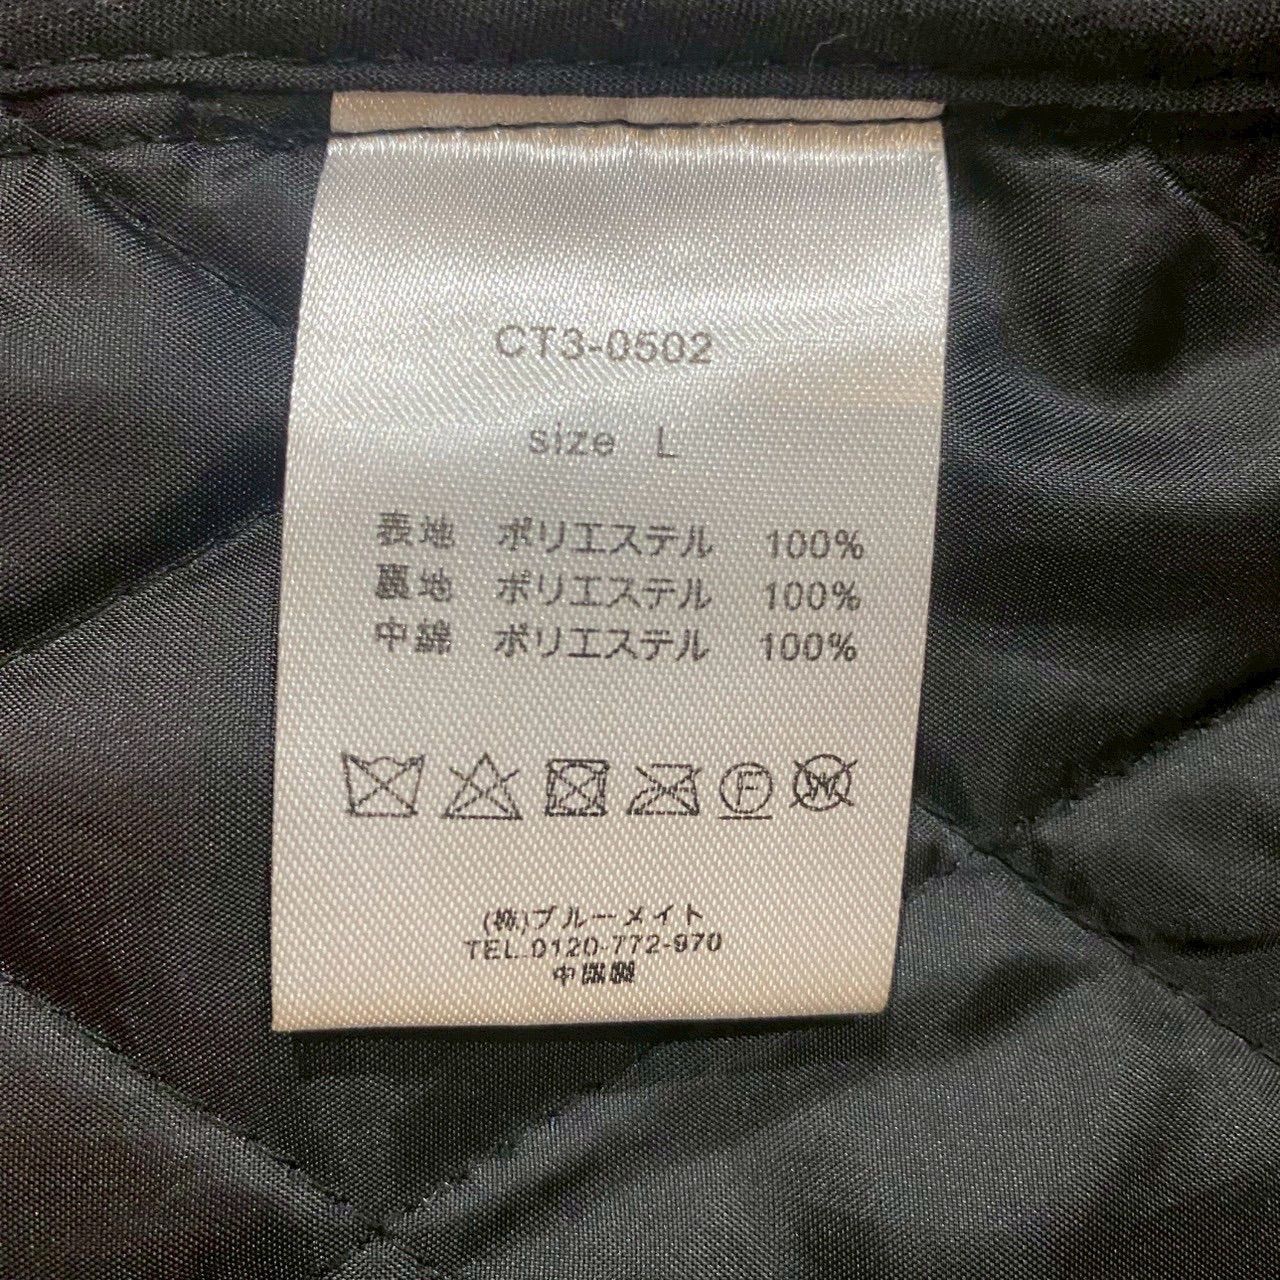 CT3-0502
size L
表地 ポリエステル 100%
裏地 ポリエステル 100%
中綿 ポリエステル 100%
F
W
(株)ブルーメイト
TEL.0120-772-970
中国製